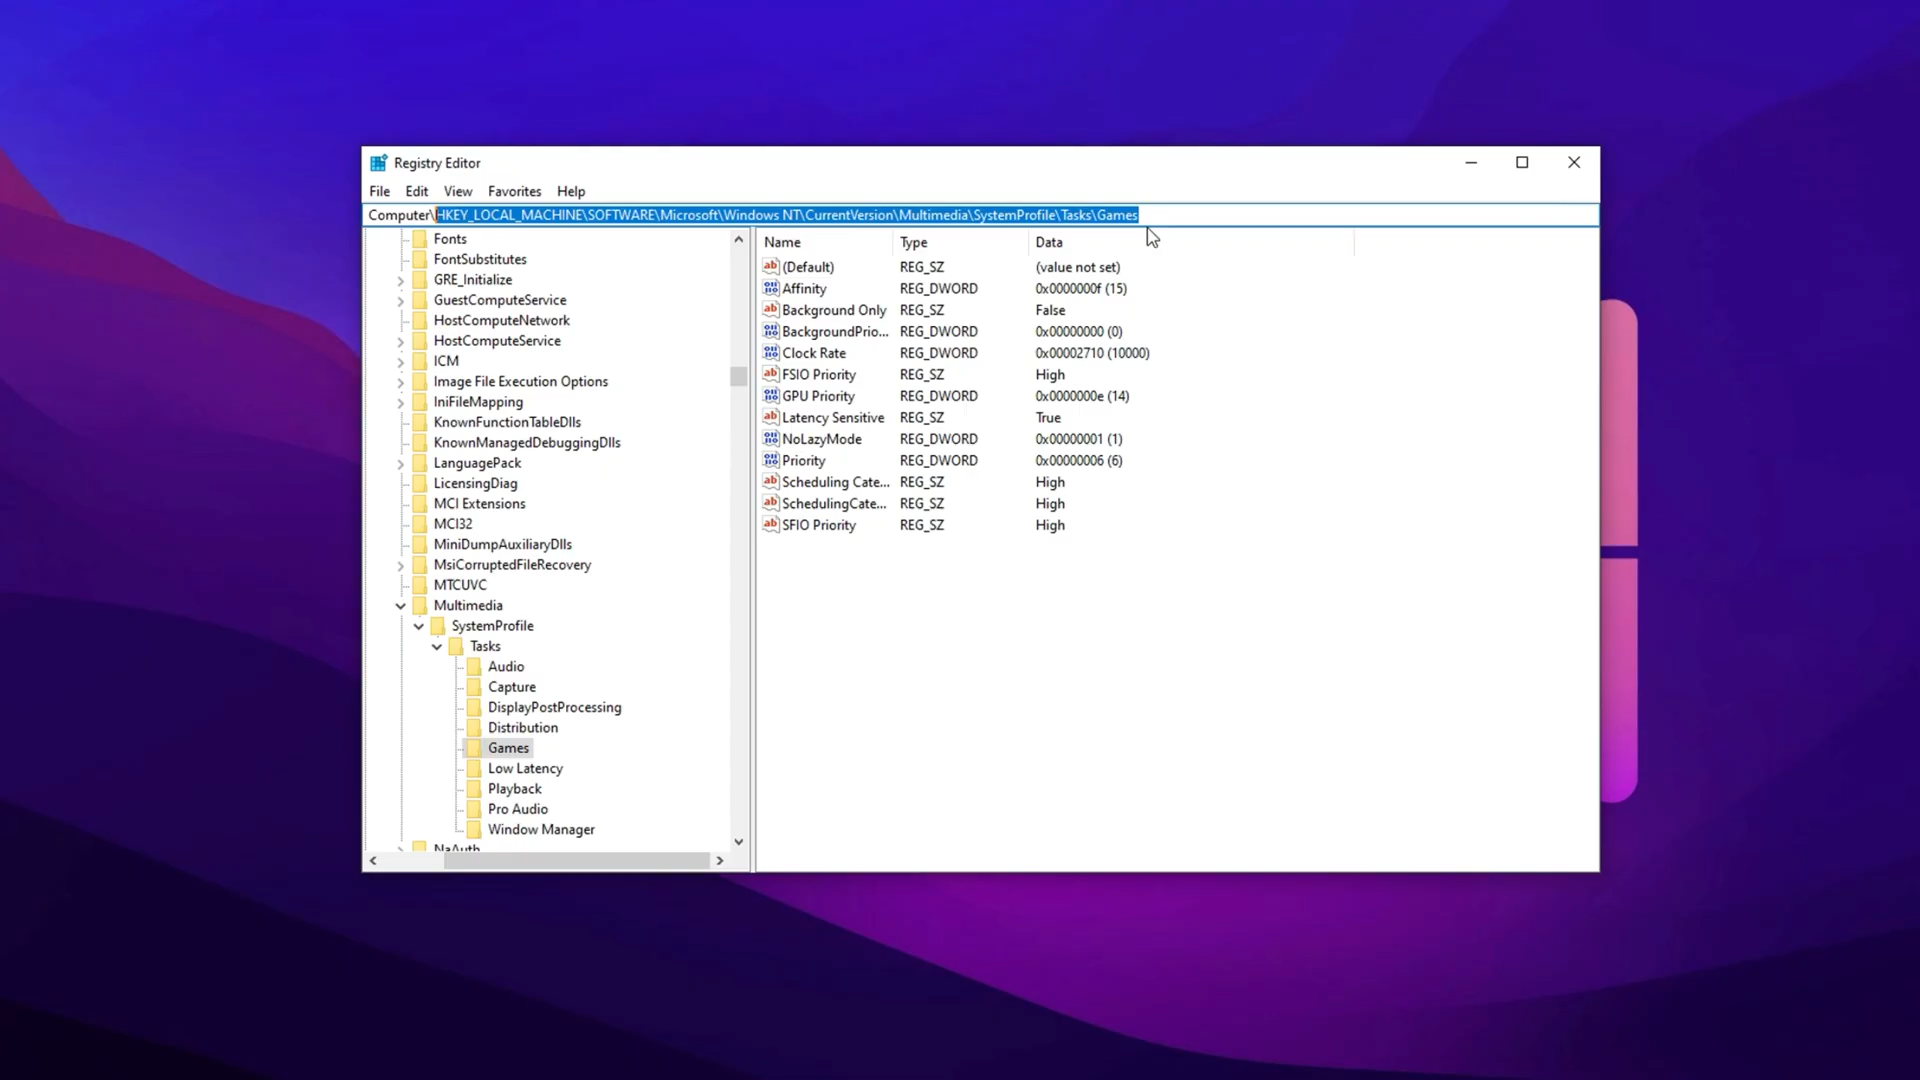 Registry Editor
File Edit View Favorites Help
Computer\HKEY_LOCAL_MACHINE\SOFTWARE\Microsoft\Windows NT\CurrentVersion\Multimedia\SystemProfile\Tasks\Games
Fonts
FontSubstitutes
GRE_Initialize
GuestComputeService
HostComputeNetwork
HostComputeService
ICM
Image File Execution Options
IniFileMapping
KnownFunctionTableDlls
KnownManagedDebuggingDlls
LanguagePack
LicensingDiag
MCI Extensions
MCI32
MiniDumpAuxiliaryDlls
MsiCorruptedFileRecovery
MTCUVC
Multimedia
SystemProfile
Tasks
Audio
Capture
DisplayPostProcessing
Distribution
Games
Low Latency
Playback
Pro Audio
Window Manager
NaAuth
Name Type Data
(Default) REG_SZ (value not set)
Affinity REG_DWORD 0x0000000f (15)
Background Only REG_SZ False
BackgroundPrio... REG_DWORD 0x00000000 (0)
Clock Rate REG_DWORD 0x00002710 (10000)
FSIO Priority REG_SZ High
GPU Priority REG_DWORD 0x0000000e (14)
Latency Sensitive REG_SZ True
NoLazyMode REG_DWORD 0x00000001 (1)
Priority REG_DWORD 0x00000006 (6)
Scheduling Cate... REG_SZ High
SchedulingCate... REG_SZ High
SFIO Priority REG_SZ High